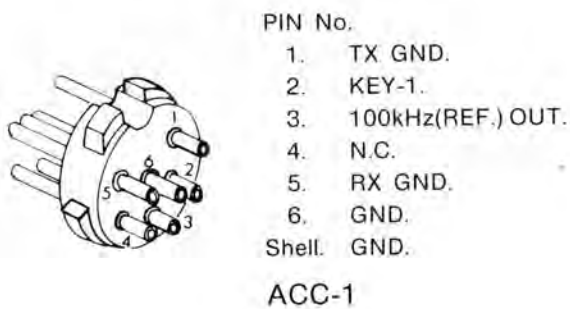 PIN No.
1. TX GND.
2. KEY-1.
3. 100kHz(REF.) OUT.
4. N.C.
5. RX GND.
6. GND.
Shell. GND.
ACC-1
1
6
2
5
3
4